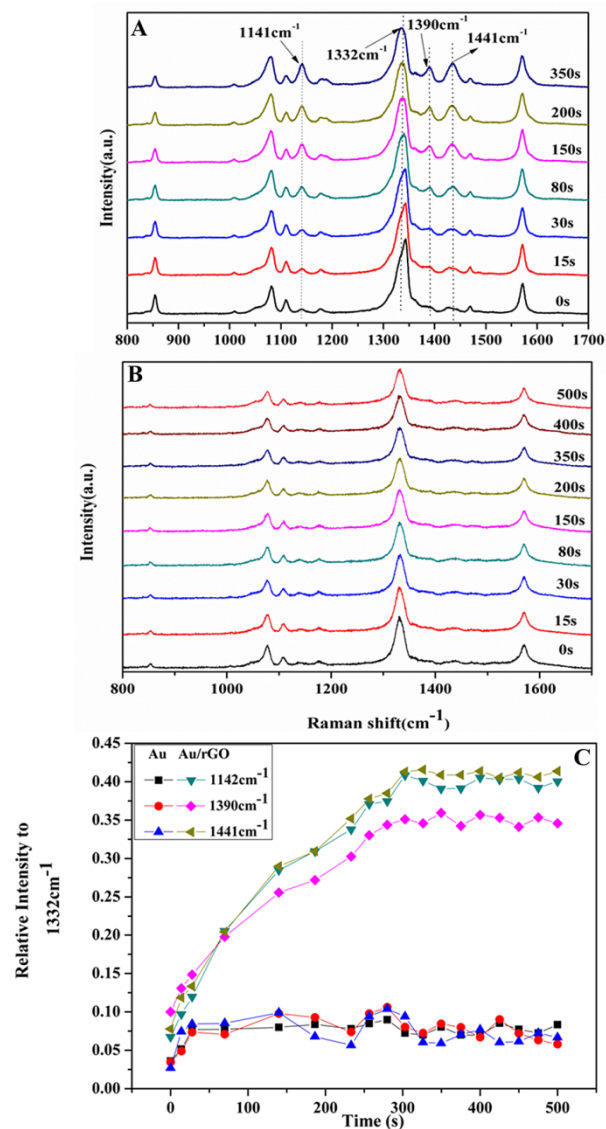 A
1141cm-1
1332cm-1
1390cm-1
1441cm-1
350s
200s
150s
80s
30s
15s
0s
Intensity(a.u.)
800 900 1000 1100 1200 1300 1400 1500 1600 1700
B
500s
400s
350s
200s
150s
80s
30s
15s
0s
Intensity(a.u.)
800 1000 1200 1400 1600
Raman shift(cm-1)
C
Au Au/rGO
1142cm-1
1390cm-1
1441cm-1
0.45
0.40
0.35
0.30
0.25
0.20
0.15
0.10
0.05
0.00
Relative Intensity to
1332cm-1
0 100 200 300 400 500
Time (s)